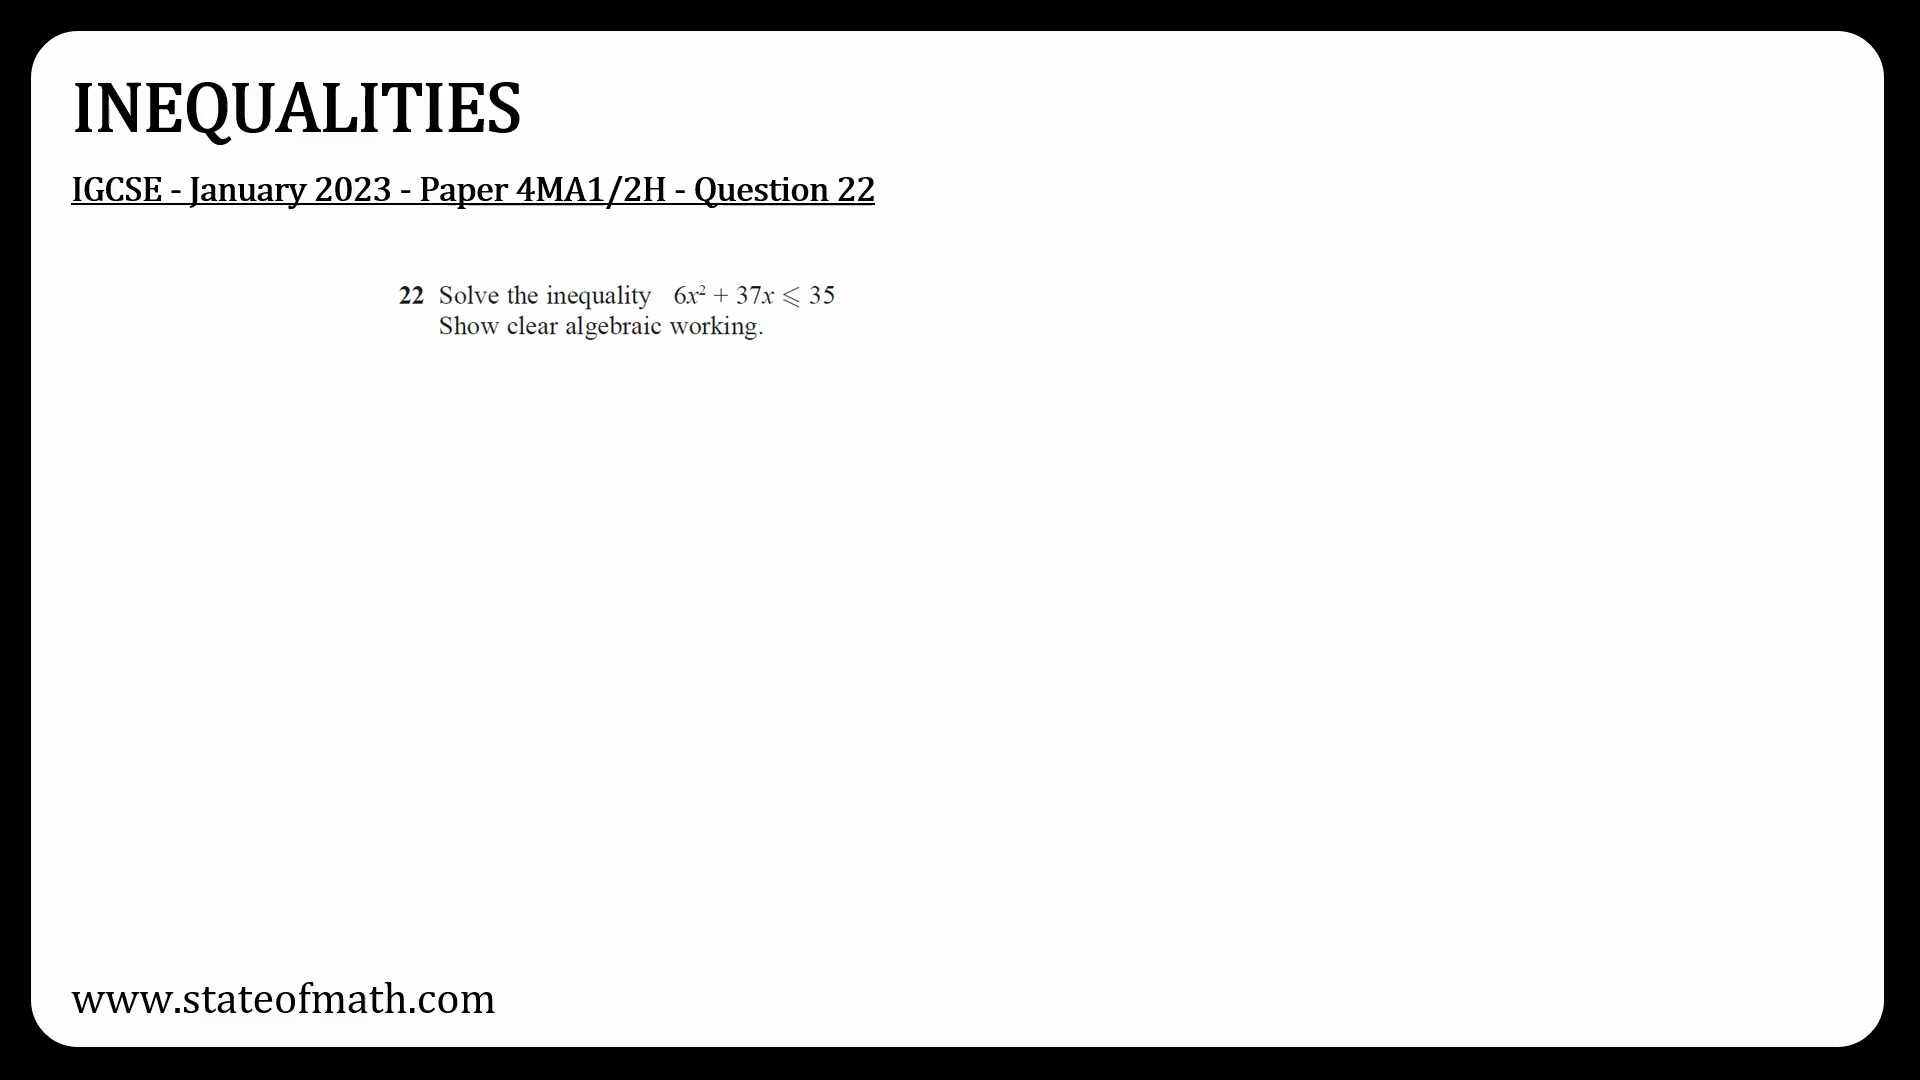 INEQUALITIES
IGCSE - January 2023 - Paper 4MA1/2H - Question 22
22 Solve the inequality 6x² + 37x ⩽ 35
Show clear algebraic working.
www.stateofmath.com